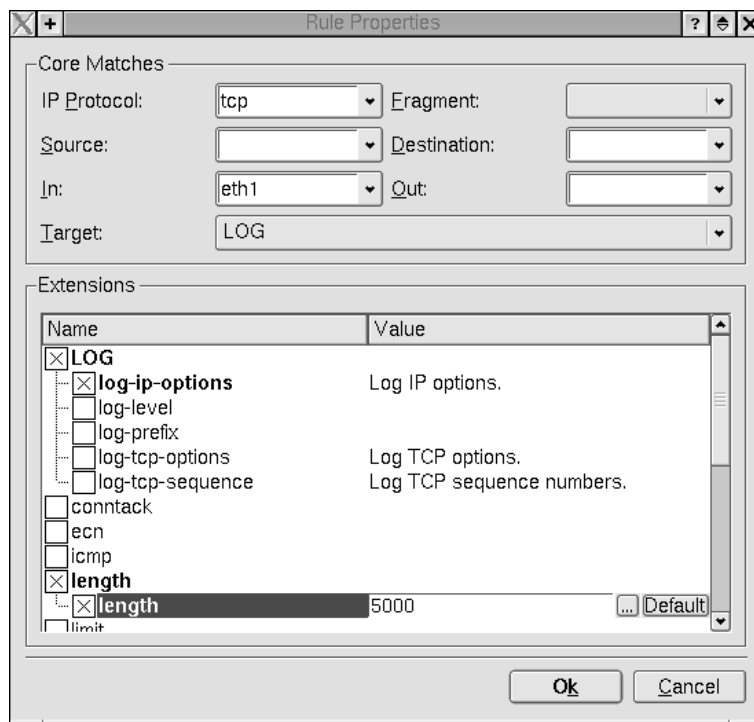 Rule Properties ?
Core Matches
IP Protocol: tcp Fragment:
Source: Destination:
In: eth1 Out:
Target: LOG
Extensions
Name Value
LOG
log-ip-options Log IP options.
log-level
log-prefix
log-tcp-options Log TCP options.
log-tcp-sequence Log TCP sequence numbers.
conntack
ecn
icmp
length
length 5000 ... Default
limit
Ok Cancel